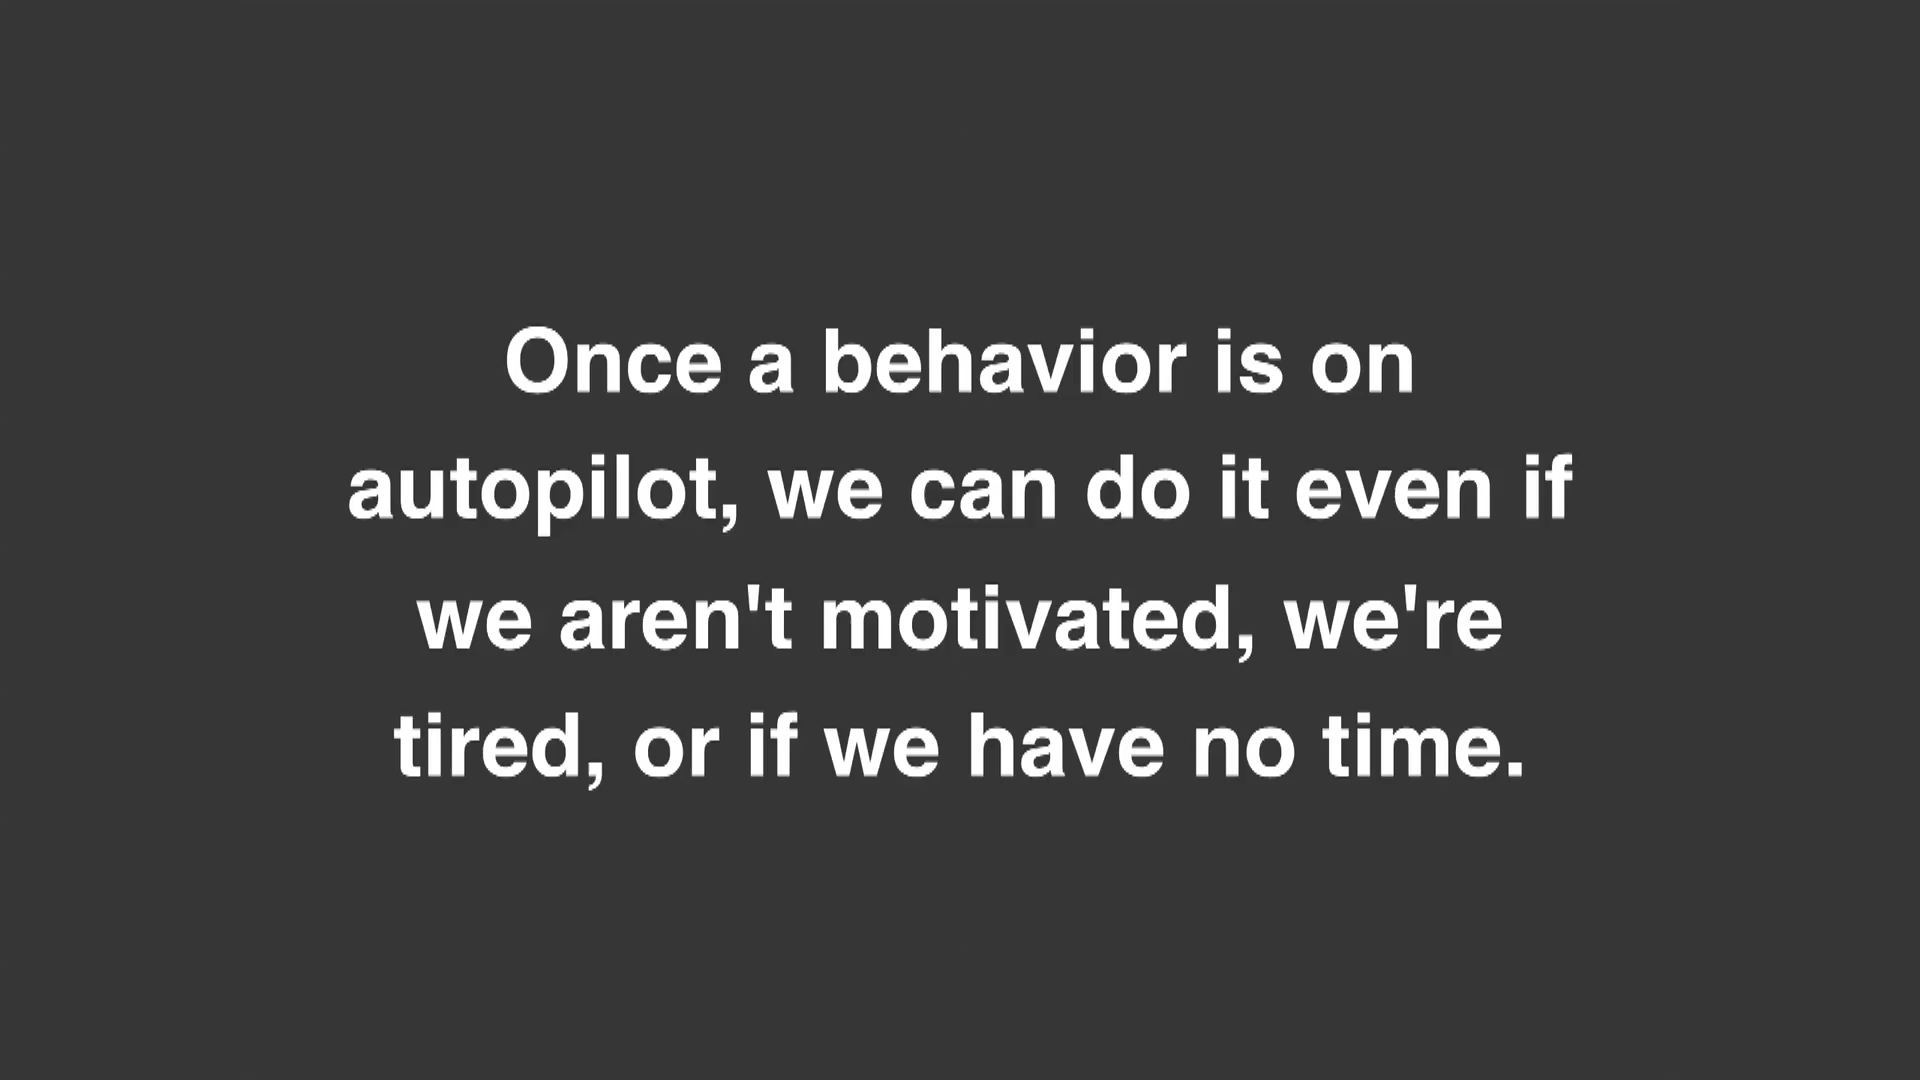 Once a behavior is on
autopilot, we can do it even if
we aren't motivated, we're
tired, or if we have no time.